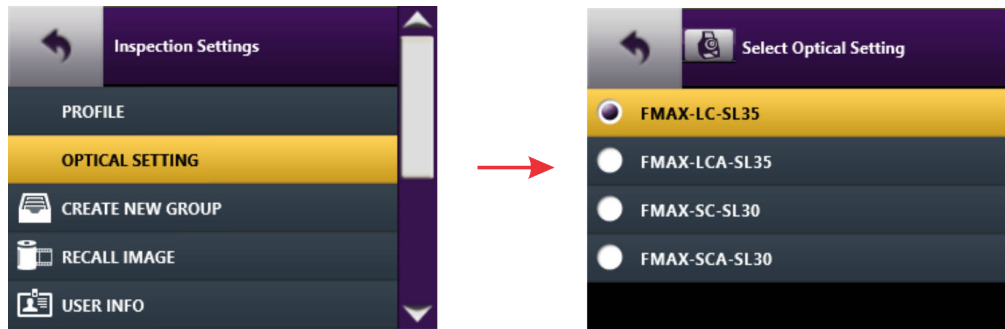 Inspection Settings
PROFILE
OPTICAL SETTING
CREATE NEW GROUP
RECALL IMAGE
USER INFO
Select Optical Setting
FMAX-LC-SL35
FMAX-LCA-SL35
FMAX-SC-SL30
FMAX-SCA-SL30